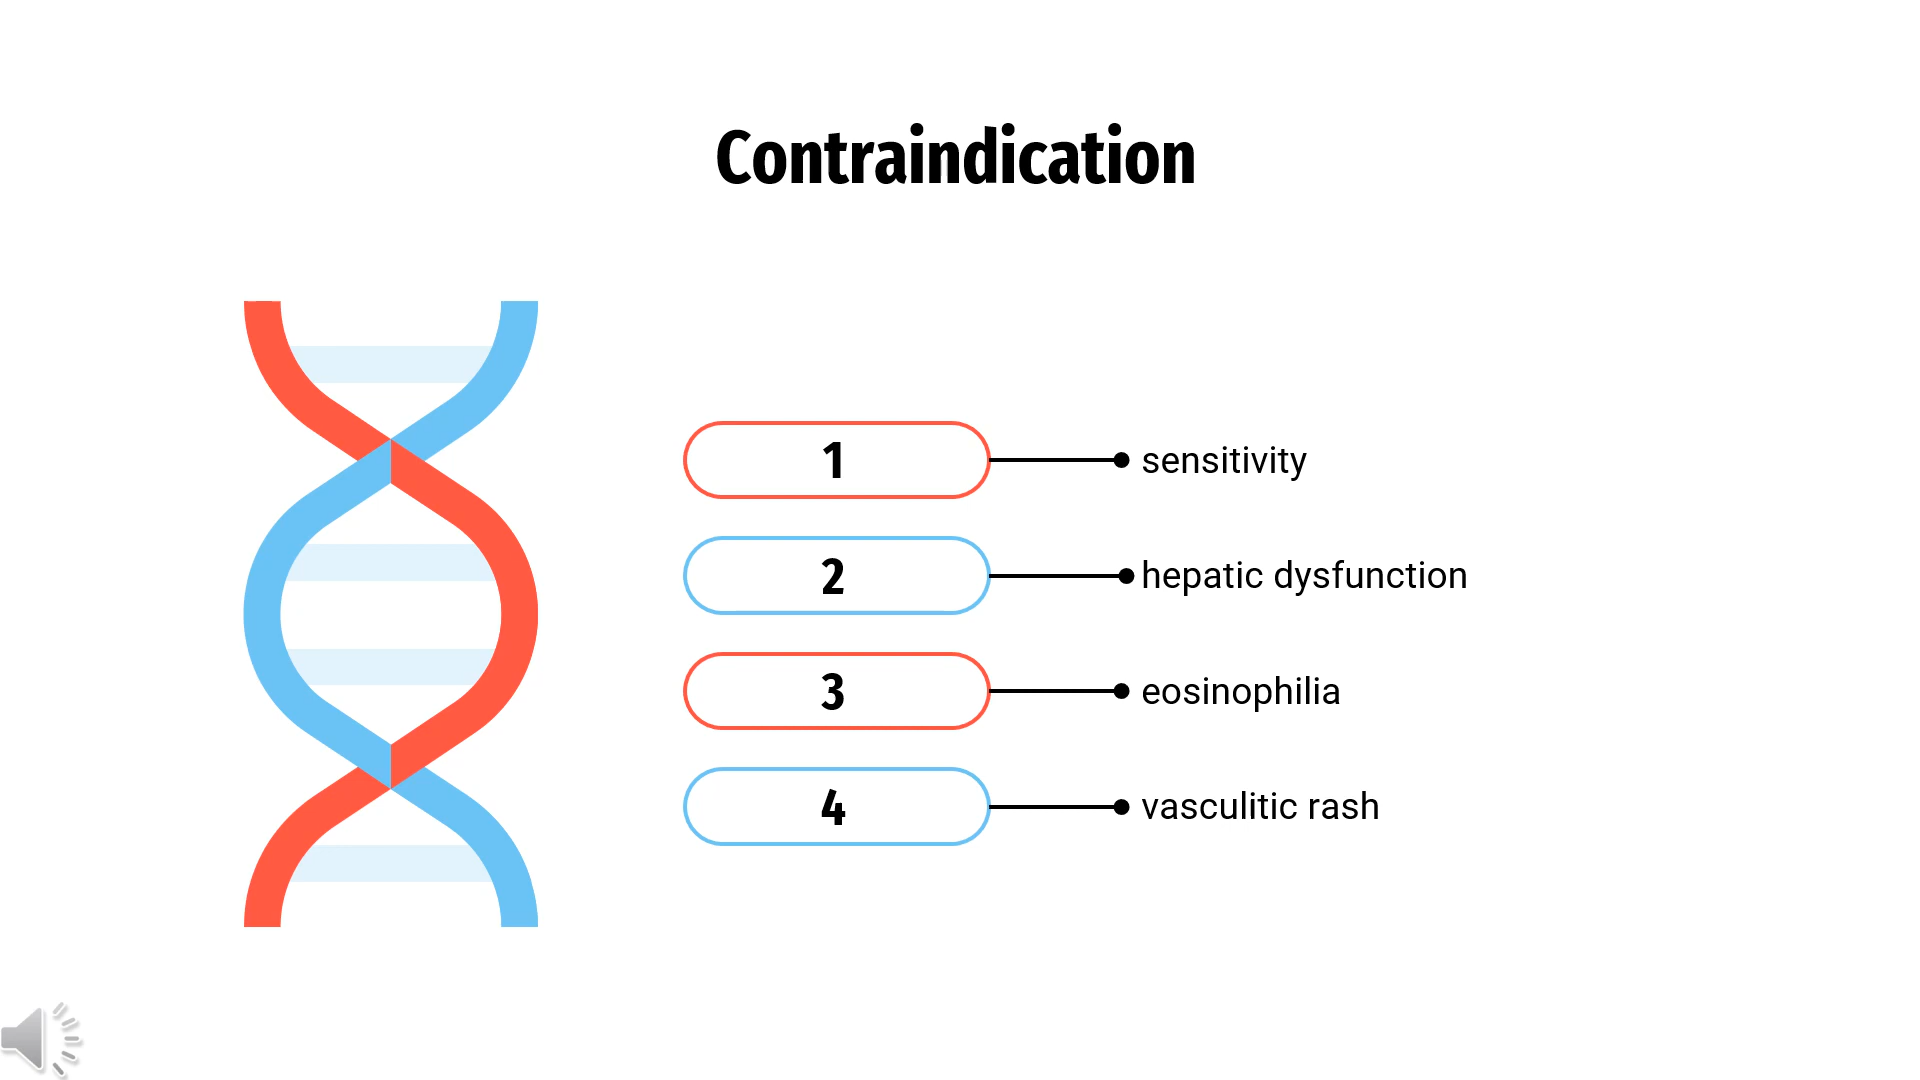 Contraindication
1 sensitivity
2 hepatic dysfunction
3 eosinophilia
4 vasculitic rash